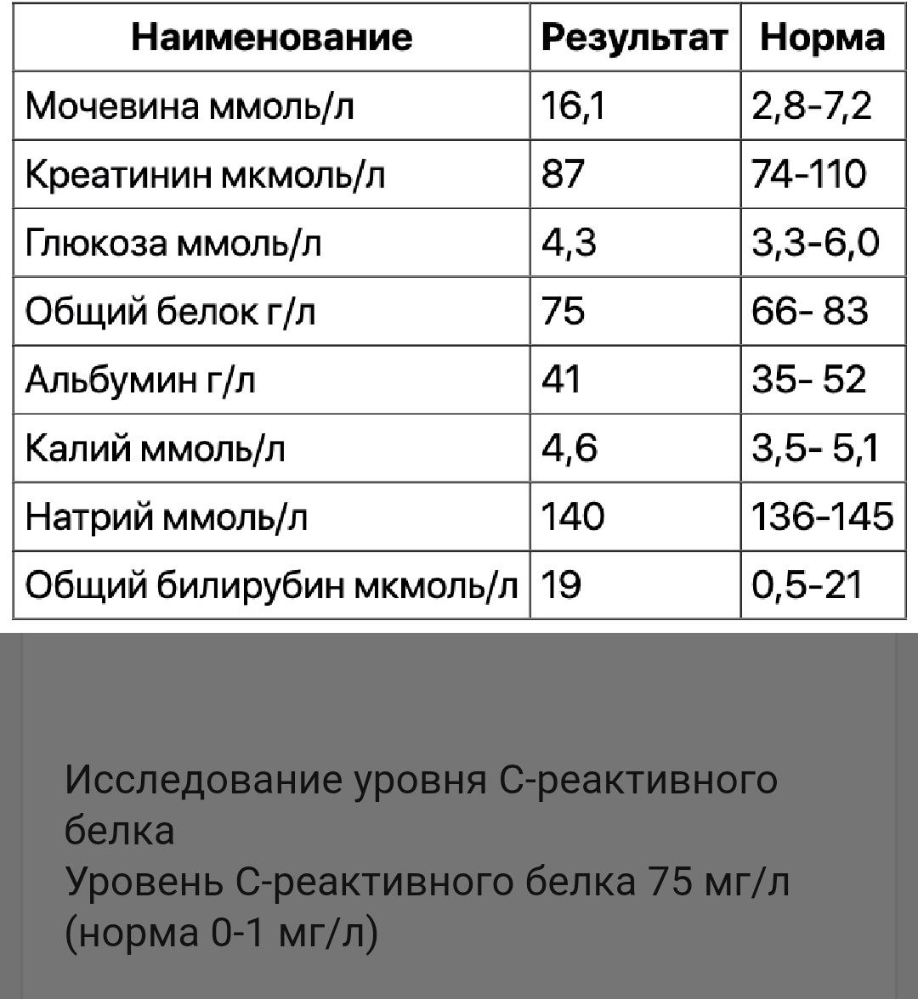 Наименование Результат Норма
Мочевина ммоль/л 16,1 2,8-7,2
Креатинин мкмоль/л 87 74-110
Глюкоза ммоль/л 4,3 3,3-6,0
Общий белок г/л 75 66- 83
Альбумин г/л 41 35- 52
Калий ммоль/л 4,6 3,5- 5,1
Натрий ммоль/л 140 136-145
Общий билирубин мкмоль/л 19 0,5-21
Исследование уровня С-реактивного
белка
Уровень С-реактивного белка 75 мг/л
(норма 0-1 мг/л)